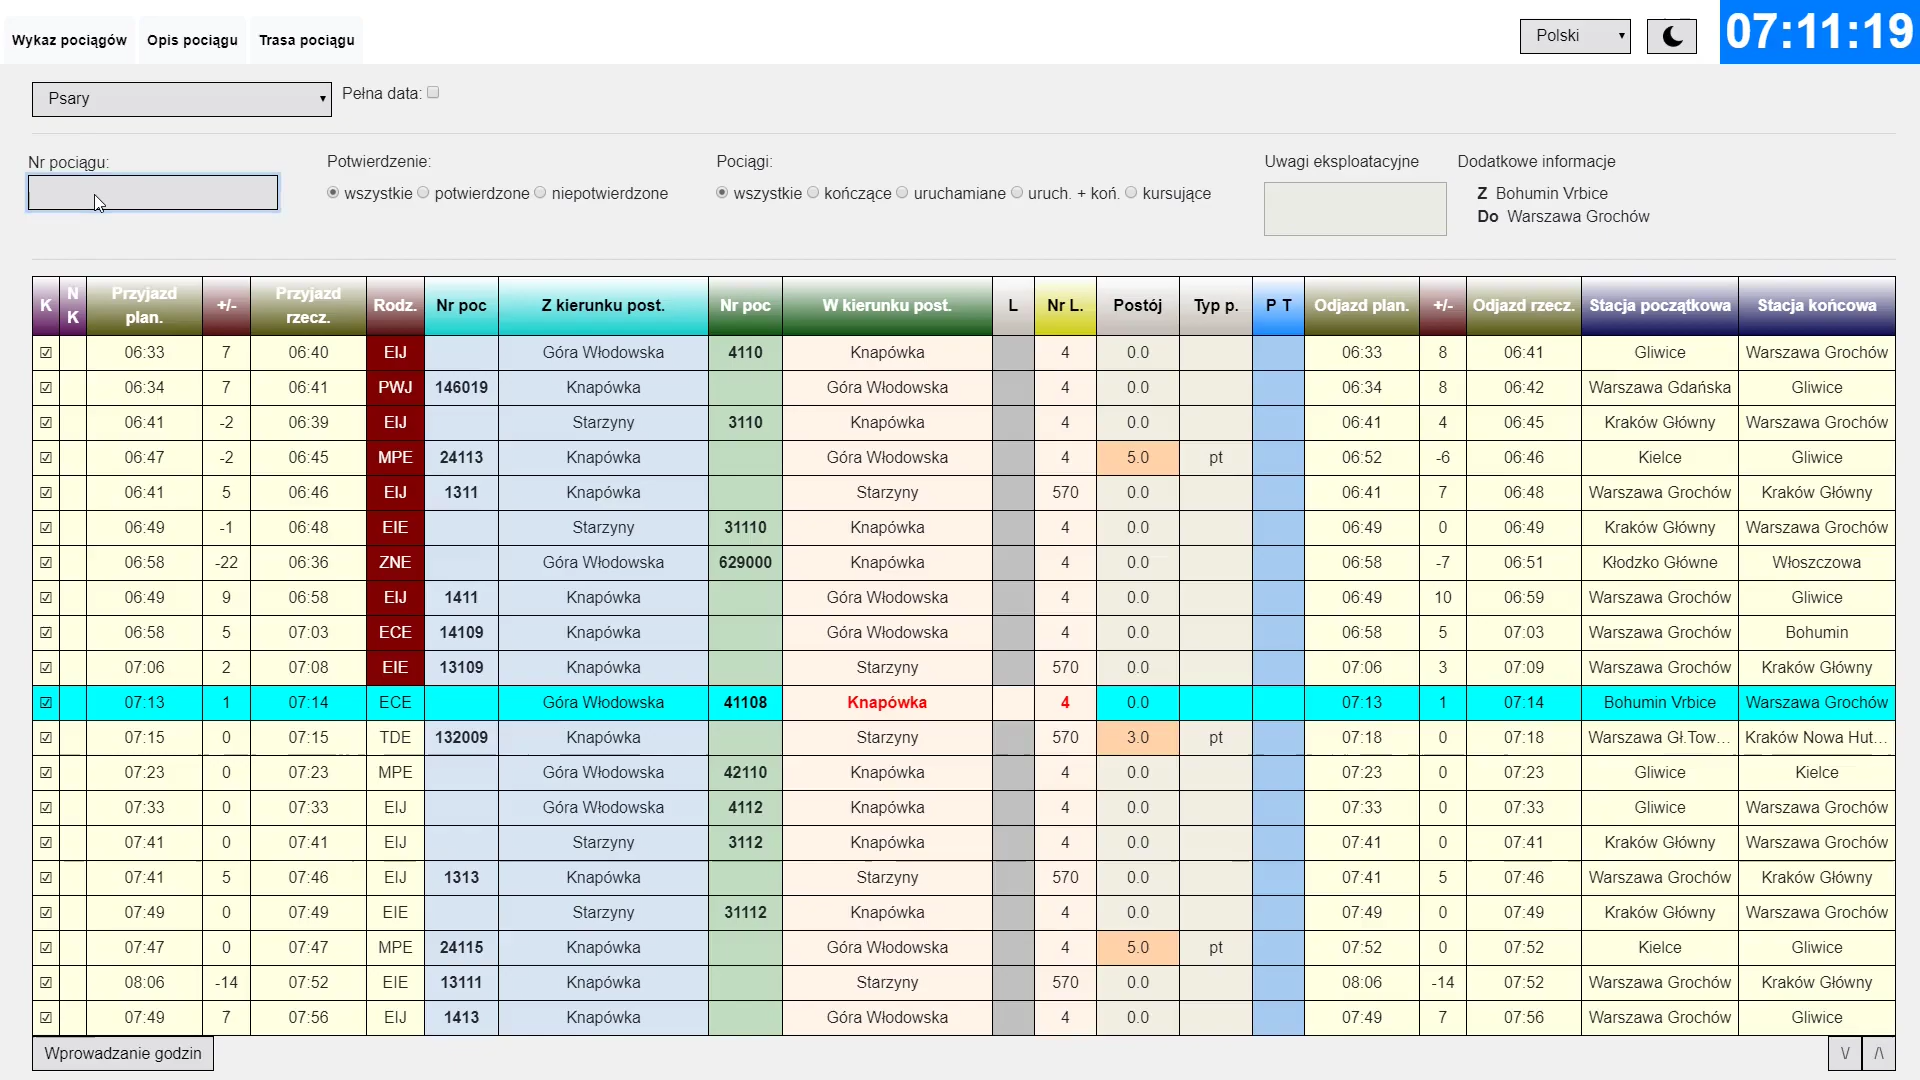 Wykaz pociągów Opis pociągu Trasa pociągu Polski 07:11:19
Psary Pełna data:
Nr pociągu: Potwierdzenie: Pociągi: Uwagi eksploatacyjne Dodatkowe informacje
wszystkie potwierdzone niepotwierdzone wszystkie kończące uruchamiane uruch. + koń. kursujące Z Bohumin Vrbice
Do Warszawa Grochów
K N K Przyjazd plan. +/- Przyjazd rzecz. Rodz. Nr poc Z kierunku post. Nr poc W kierunku post. L Nr L. Postój Typ p. P T Odjazd plan. +/- Odjazd rzecz. Stacja początkowa Stacja końcowa
06:33 7 06:40 EIJ Góra Włodowska 4110 Knapówka 4 0.0 06:33 8 06:41 Gliwice Warszawa Grochów
06:34 7 06:41 PWJ 146019 Knapówka Góra Włodowska 4 0.0 06:34 8 06:42 Warszawa Gdańska Gliwice
06:41 -2 06:39 EIJ Starzyny 3110 Knapówka 4 0.0 06:41 4 06:45 Kraków Główny Warszawa Grochów
06:47 -2 06:45 MPE 24113 Knapówka Góra Włodowska 4 5.0 pt 06:52 -6 06:46 Kielce Gliwice
06:41 5 06:46 EIJ 1311 Knapówka Starzyny 570 0.0 06:41 7 06:48 Warszawa Grochów Kraków Główny
06:49 -1 06:48 EIE Starzyny 31110 Knapówka 4 0.0 06:49 0 06:49 Kraków Główny Warszawa Grochów
06:58 -22 06:36 ZNE Góra Włodowska 629000 Knapówka 4 0.0 06:58 -7 06:51 Kłodzko Główne Włoszczowa
06:49 9 06:58 EIJ 1411 Knapówka Góra Włodowska 4 0.0 06:49 10 06:59 Warszawa Grochów Gliwice
06:58 5 07:03 ECE 14109 Knapówka Góra Włodowska 4 0.0 06:58 5 07:03 Warszawa Grochów Bohumin
07:06 2 07:08 EIE 13109 Knapówka Starzyny 570 0.0 07:06 3 07:09 Warszawa Grochów Kraków Główny
07:13 1 07:14 ECE Góra Włodowska 41108 Knapówka 4 0.0 07:13 1 07:14 Bohumin Vrbice Warszawa Grochów
07:15 0 07:15 TDE 132009 Knapówka Starzyny 570 3.0 pt 07:18 0 07:18 Warszawa Gł.Tow... Kraków Nowa Hut...
07:23 0 07:23 MPE Góra Włodowska 42110 Knapówka 4 0.0 07:23 0 07:23 Gliwice Kielce
07:33 0 07:33 EIJ Góra Włodowska 4112 Knapówka 4 0.0 07:33 0 07:33 Gliwice Warszawa Grochów
07:41 0 07:41 EIJ Starzyny 3112 Knapówka 4 0.0 07:41 0 07:41 Kraków Główny Warszawa Grochów
07:41 5 07:46 EIJ 1313 Knapówka Starzyny 570 0.0 07:41 5 07:46 Warszawa Grochów Kraków Główny
07:49 0 07:49 EIE Starzyny 31112 Knapówka 4 0.0 07:49 0 07:49 Kraków Główny Warszawa Grochów
07:47 0 07:47 MPE 24115 Knapówka Góra Włodowska 4 5.0 pt 07:52 0 07:52 Kielce Gliwice
08:06 -14 07:52 EIE 13111 Knapówka Starzyny 570 0.0 08:06 -14 07:52 Warszawa Grochów Kraków Główny
07:49 7 07:56 EIJ 1413 Knapówka Góra Włodowska 4 0.0 07:49 7 07:56 Warszawa Grochów Gliwice
Wprowadzanie godzin \/ /\